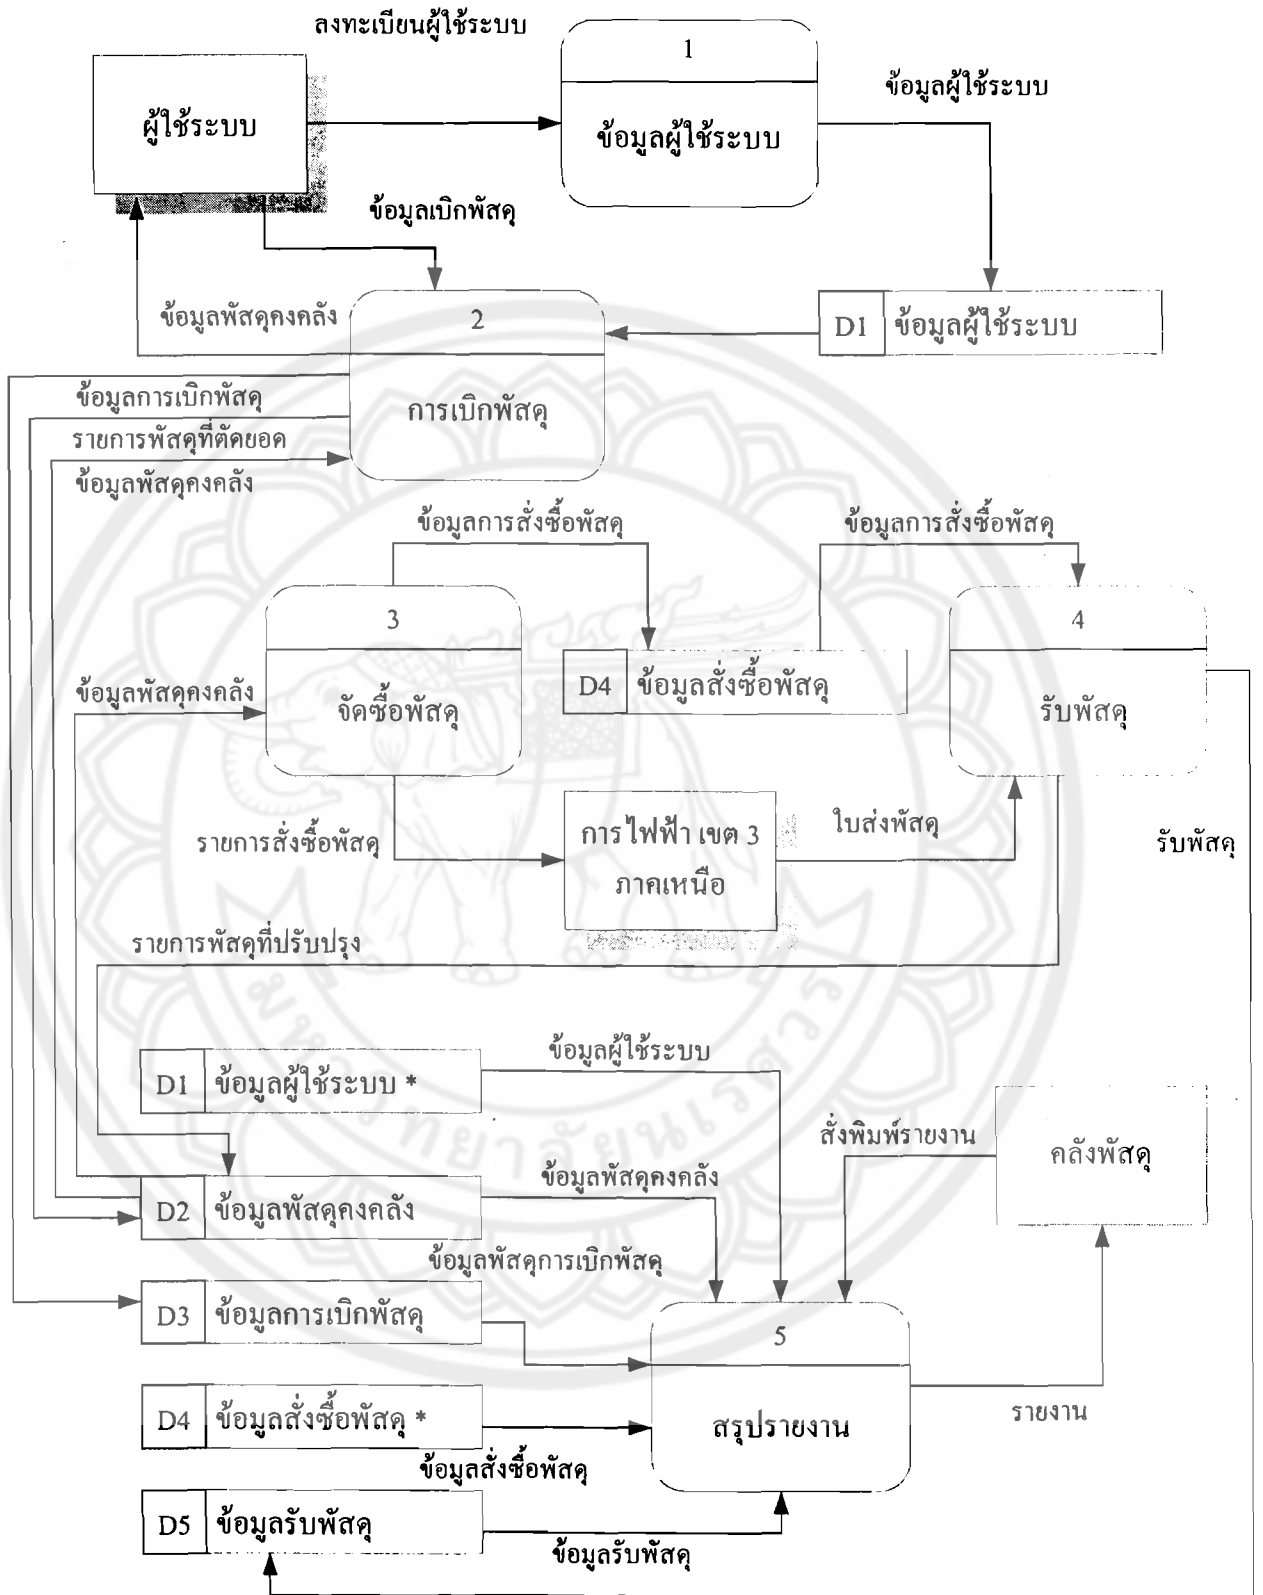 ลงทะเบียนผู้ใช้ระบบ
1
ผู้ใช้ระบบ
ข้อมูลผู้ใช้ระบบ
ข้อมูลผู้ใช้ระบบ
ข้อมูลเบิกพัสดุ
ข้อมูลพัสดุคงคลัง
2
D1 ข้อมูลผู้ใช้ระบบ
ข้อมูลการเบิกพัสดุ
การเบิกพัสดุ
รายการพัสดุที่ตัดยอด
ข้อมูลพัสดุคงคลัง
ข้อมูลการสั่งซื้อพัสดุ
ข้อมูลการสั่งซื้อพัสดุ
3
4
ข้อมูลพัสดุคงคลัง
จัดซื้อพัสดุ
D4 ข้อมูลสั่งซื้อพัสดุ
รับพัสดุ
รายการสั่งซื้อพัสดุ
การไฟฟ้า เขต 3
ภาคเหนือ
ใบส่งพัสดุ
รับพัสดุ
รายการพัสดุที่ปรับปรุง
มหาวิทยาลัยนเรศวร
D1 ข้อมูลผู้ใช้ระบบ *
ข้อมูลผู้ใช้ระบบ
สั่งพิมพ์รายงาน
คลังพัสดุ
D2 ข้อมูลพัสดุคงคลัง
ข้อมูลพัสดุคงคลัง
ข้อมูลพัสดุการเบิกพัสดุ
D3 ข้อมูลการเบิกพัสดุ
5
D4 ข้อมูลสั่งซื้อพัสดุ *
สรุปรายงาน
รายงาน
ข้อมูลสั่งซื้อพัสดุ
D5 ข้อมูลรับพัสดุ
ข้อมูลรับพัสดุ